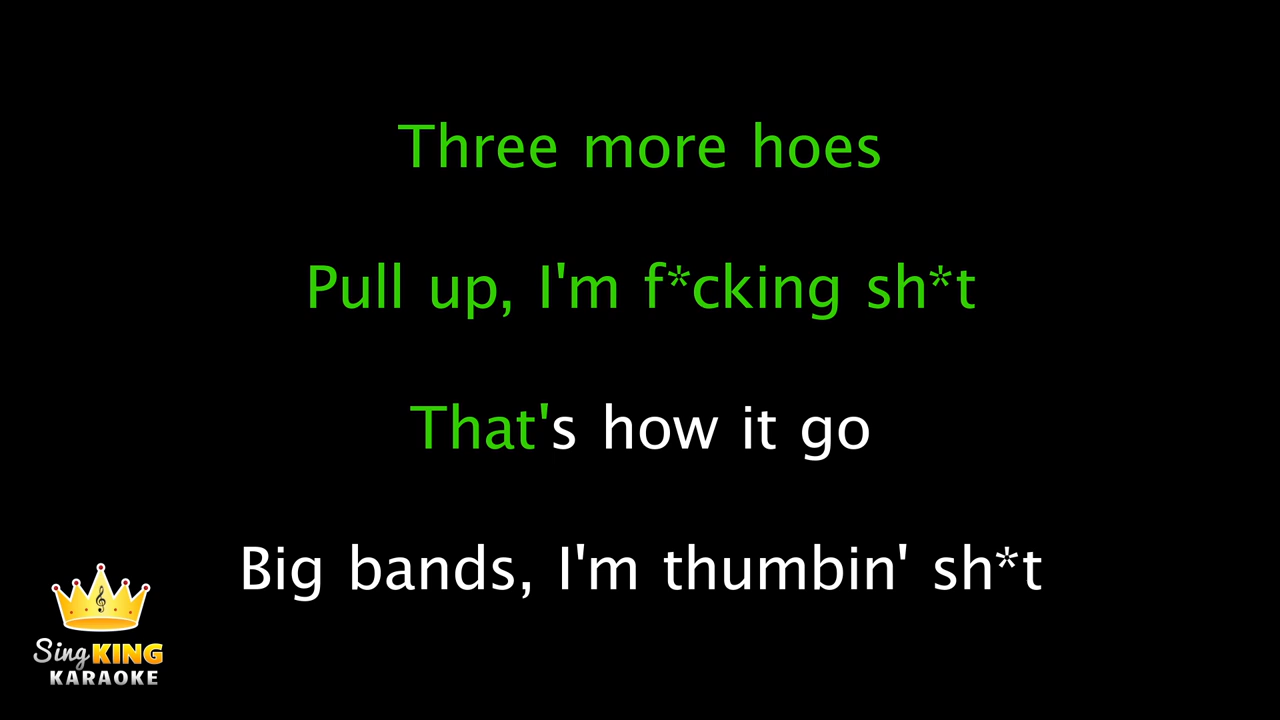 Three more hoes
Pull up, I'm f*cking sh*t
That's how it go
Big bands, I'm thumbin' sh*t
Sing KING
KARAOKE